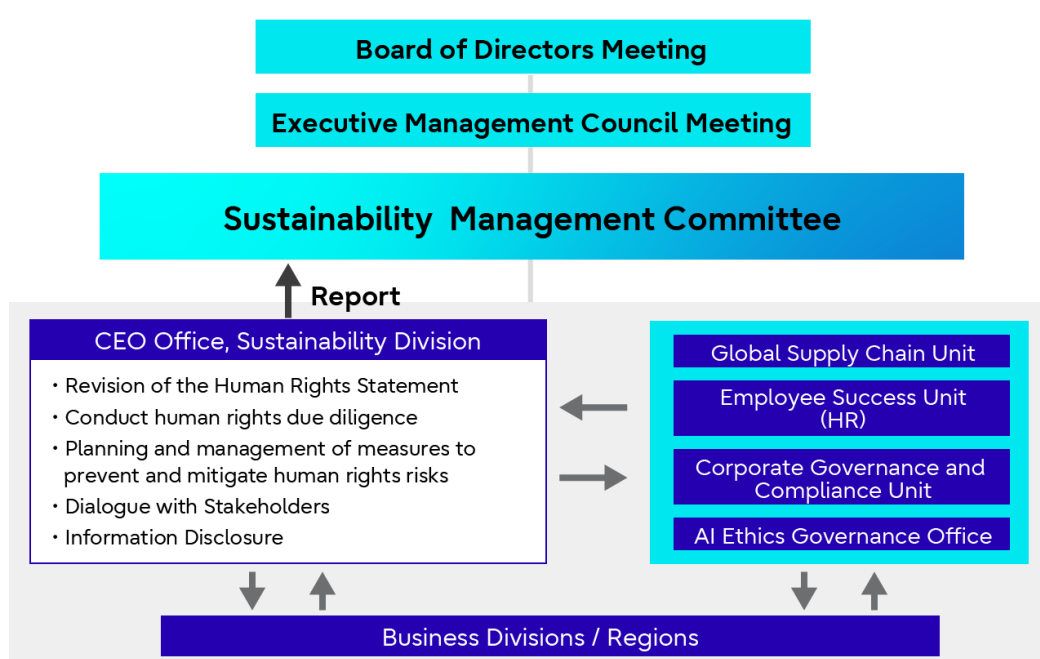 Board of Directors Meeting
Executive Management Council Meeting
Sustainability Management Committee
Report
CEO Office, Sustainability Division
・Revision of the Human Rights Statement
・Conduct human rights due diligence
・Planning and management of measures to
prevent and mitigate human rights risks
・Dialogue with Stakeholders
・Information Disclosure
Global Supply Chain Unit
Employee Success Unit
(HR)
Corporate Governance and
Compliance Unit
AI Ethics Governance Office
Business Divisions / Regions